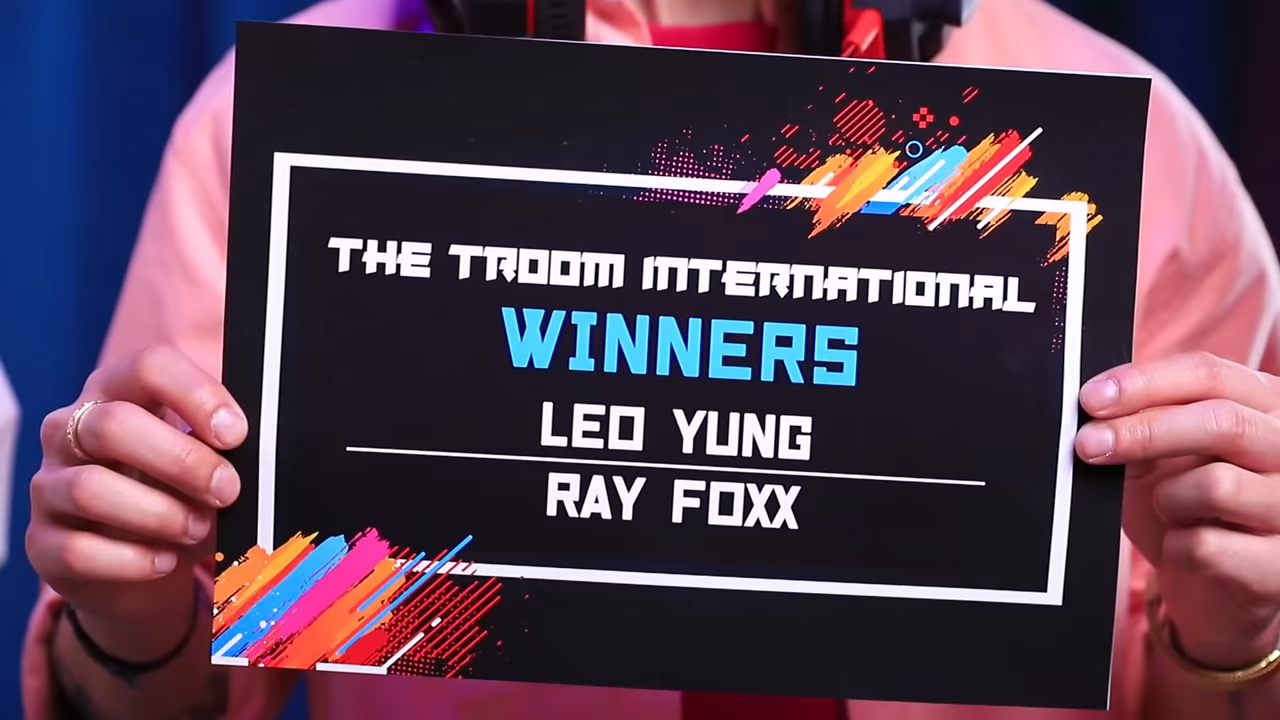 THE TROOM INTERNATIONAL
WINNERS
LEO YUNG
RAY FOXX